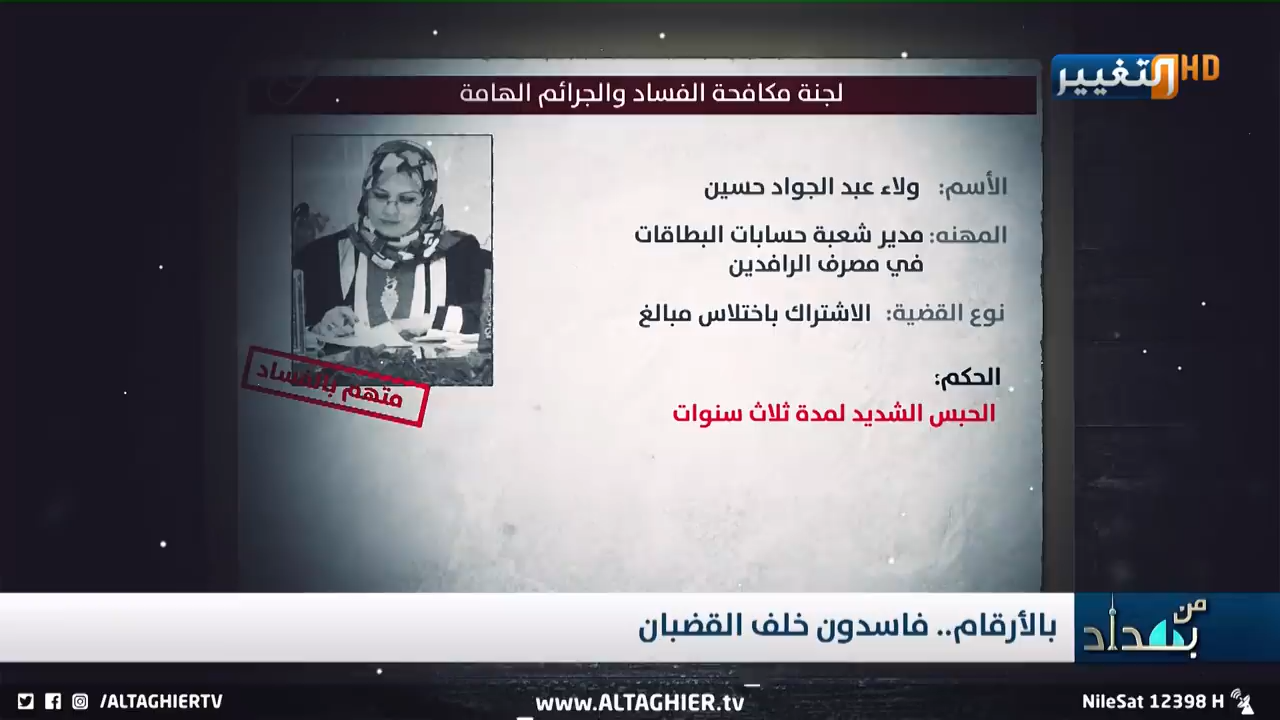 التغيير HD
لجنة مكافحة الفساد والجرائم الهامة
الأسم: ولاء عبد الجواد حسين
المهنه: مدير شعبة حسابات البطاقات
في مصرف الرافدين
نوع القضية: الاشتراك باختلاس مبالغ
متهم بالفساد
الحكم:
الحبس الشديد لمدة ثلاث سنوات
من بغداد
بالأرقام.. فاسدون خلف القضبان
/ALTAGHIERTV
www.ALTAGHIER.tv
NileSat 12398 H